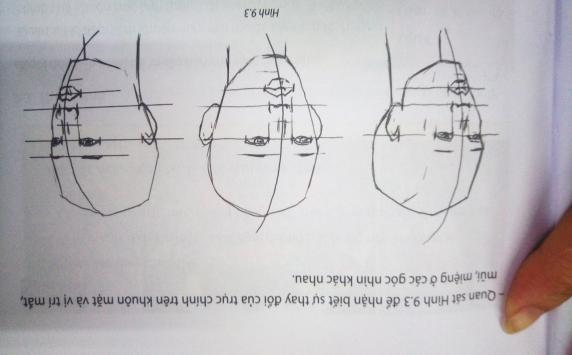 - Quan sát Hình 9.3 để nhận biết sự thay đổi của trục chính trên khuôn mặt và vị trí mắt,
mũi, miệng ở các góc nhìn khác nhau.
Hình 9.3